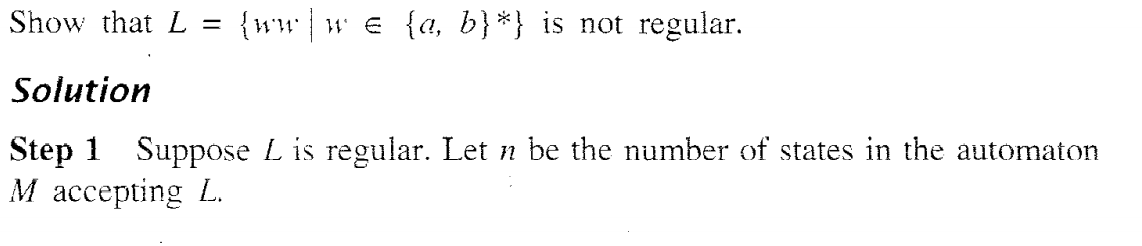 Show that L = {ww | w ∈ {a, b}*} is not regular.
Solution
Step 1 Suppose L is regular. Let n be the number of states in the automaton
M accepting L.